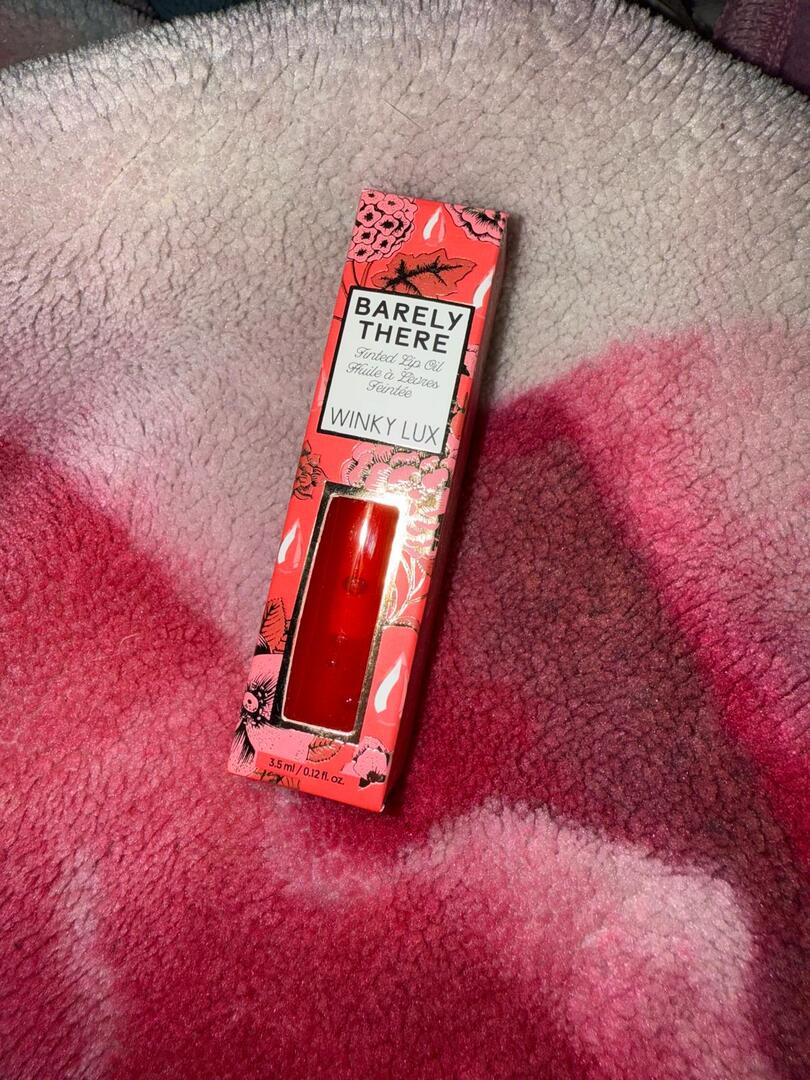 BARELY
THERE
Tinted Lip Oil
Huile à Lèvres
Teintée
WINKY LUX
3.5 ml / 0.12 fl. oz.